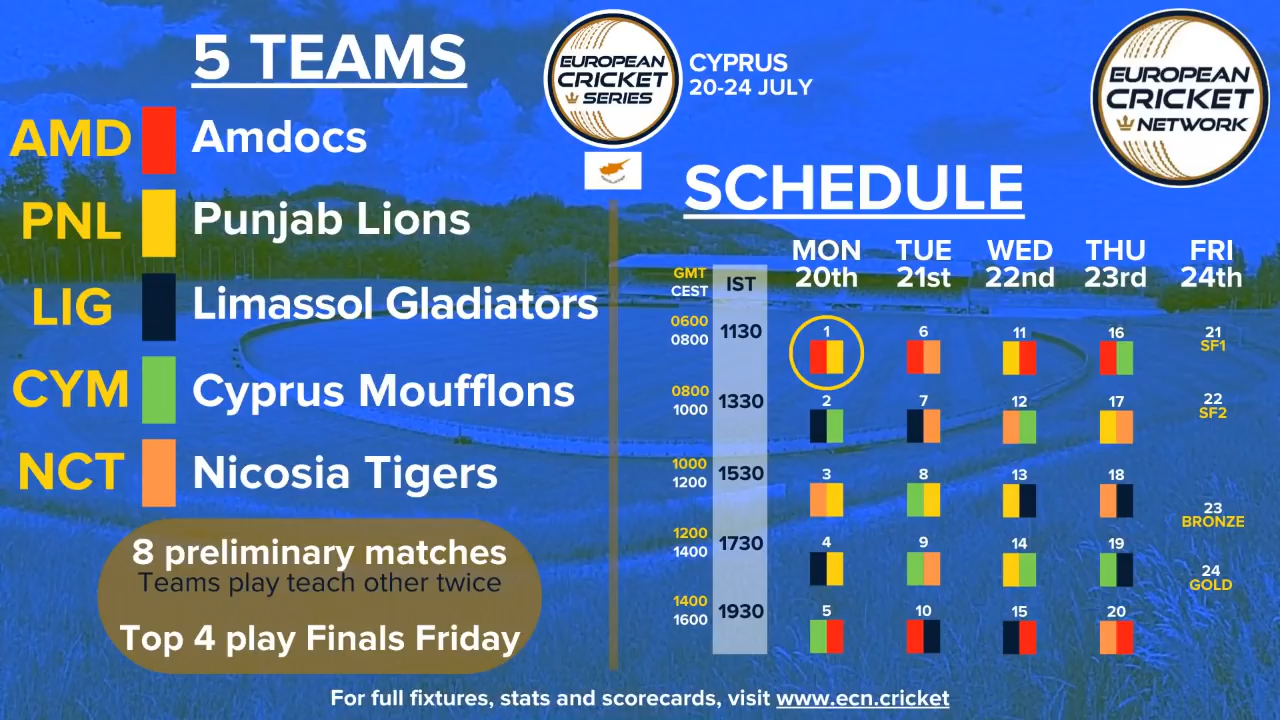 5 TEAMS
AMD Amdocs
PNL Punjab Lions
LIG Limassol Gladiators
CYM Cyprus Moufflons
NCT Nicosia Tigers
8 preliminary matches
Teams play teach other twice
Top 4 play Finals Friday
EUROPEAN
CRICKET
SERIES
CYPRUS
20-24 JULY
EUROPEAN
CRICKET
NETWORK
SCHEDULE
MON TUE WED THU FRI
20th 21st 22nd 23rd 24th
GMT
CEST
IST
0600
0800
1130
1 6 11 16 21
SF1
0800
1000
1330
2 7 12 17 22
SF2
1000
1200
1530
3 8 13 18 23
BRONZE
1200
1400
1730
4 9 14 19 24
GOLD
1400
1600
1930
5 10 15 20
For full fixtures, stats and scorecards, visit www.ecn.cricket